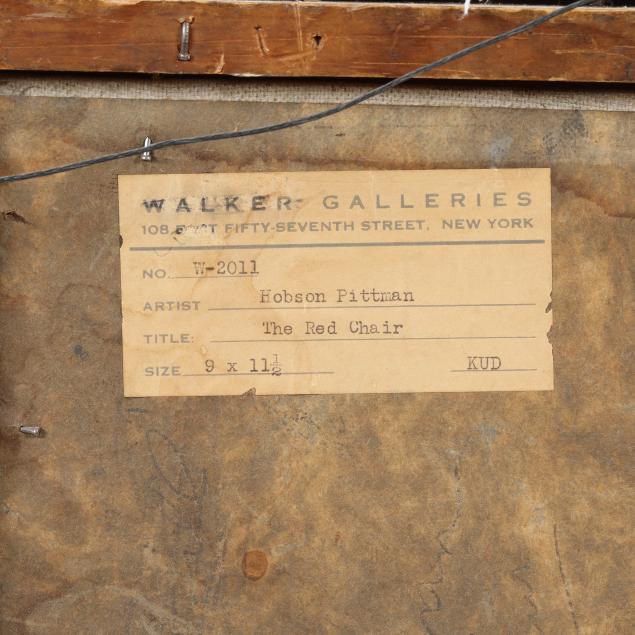 WALKER GALLERIES
108 EAST FIFTY-SEVENTH STREET, NEW YORK
NO. W-2011
ARTIST Hobson Pittman
TITLE: The Red Chair
SIZE 9 x 11½ KUD